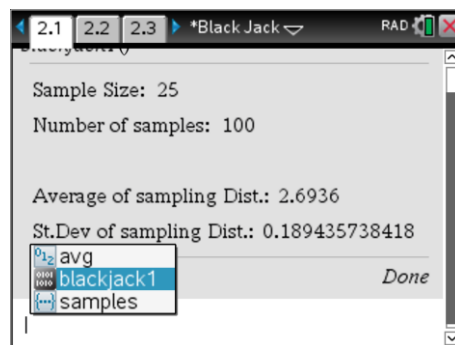 2.1 2.2 2.3 *Black Jack RAD
Sample Size: 25
Number of samples: 100
Average of sampling Dist.: 2.6936
St.Dev of sampling Dist.: 0.189435738418
avg
blackjack1
samples
Done